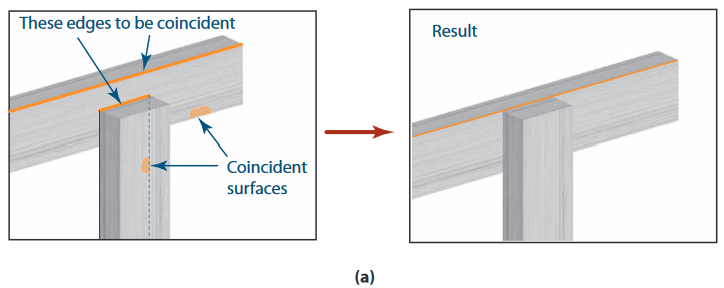 These edges to be coincident
Coincident
surfaces
Result
(a)